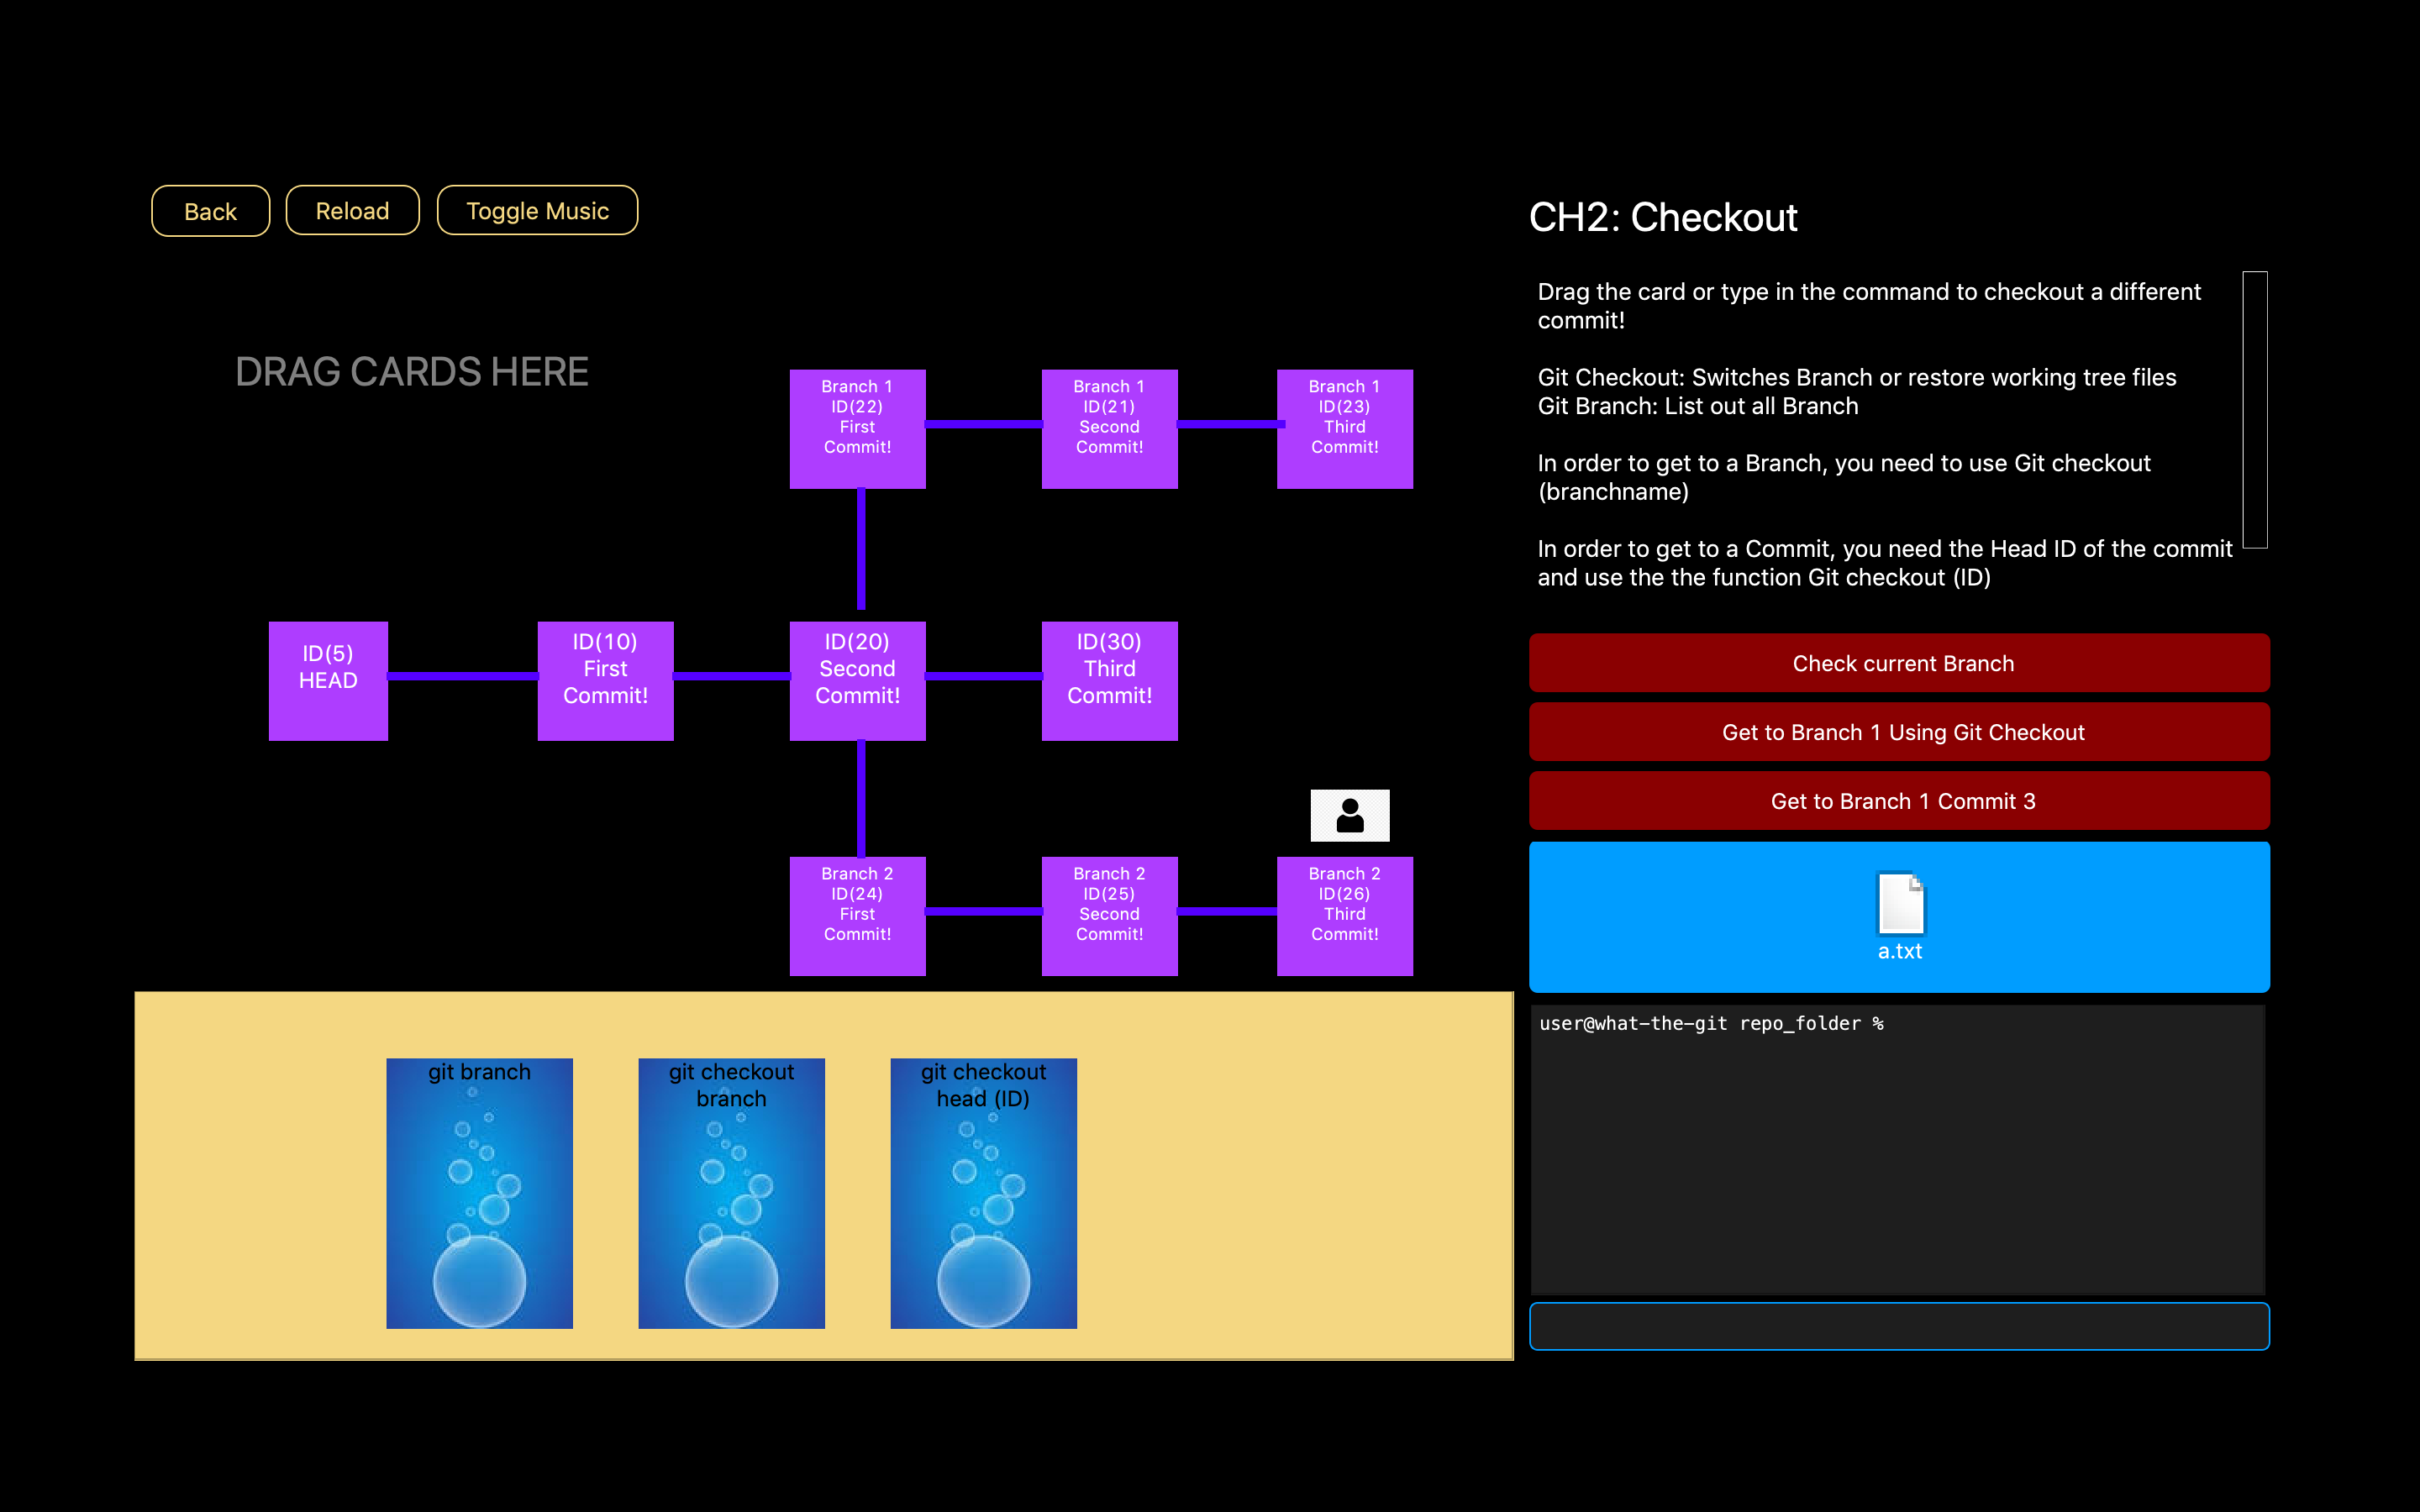 Back
Reload
Toggle Music
CH2: Checkout
Drag the card or type in the command to checkout a different
commit!
Git Checkout: Switches Branch or restore working tree files
Git Branch: List out all Branch
In order to get to a Branch, you need to use Git checkout
(branchname)
In order to get to a Commit, you need the Head ID of the commit
and use the the function Git checkout (ID)
DRAG CARDS HERE
Branch 1
ID(22)
First
Commit!
Branch 1
ID(21)
Second
Commit!
Branch 1
ID(23)
Third
Commit!
ID(5)
HEAD
ID(10)
First
Commit!
ID(20)
Second
Commit!
ID(30)
Third
Commit!
Branch 2
ID(24)
First
Commit!
Branch 2
ID(25)
Second
Commit!
Branch 2
ID(26)
Third
Commit!
Check current Branch
Get to Branch 1 Using Git Checkout
Get to Branch 1 Commit 3
a.txt
user@what-the-git repo_folder %
git branch
git checkout
branch
git checkout
head (ID)